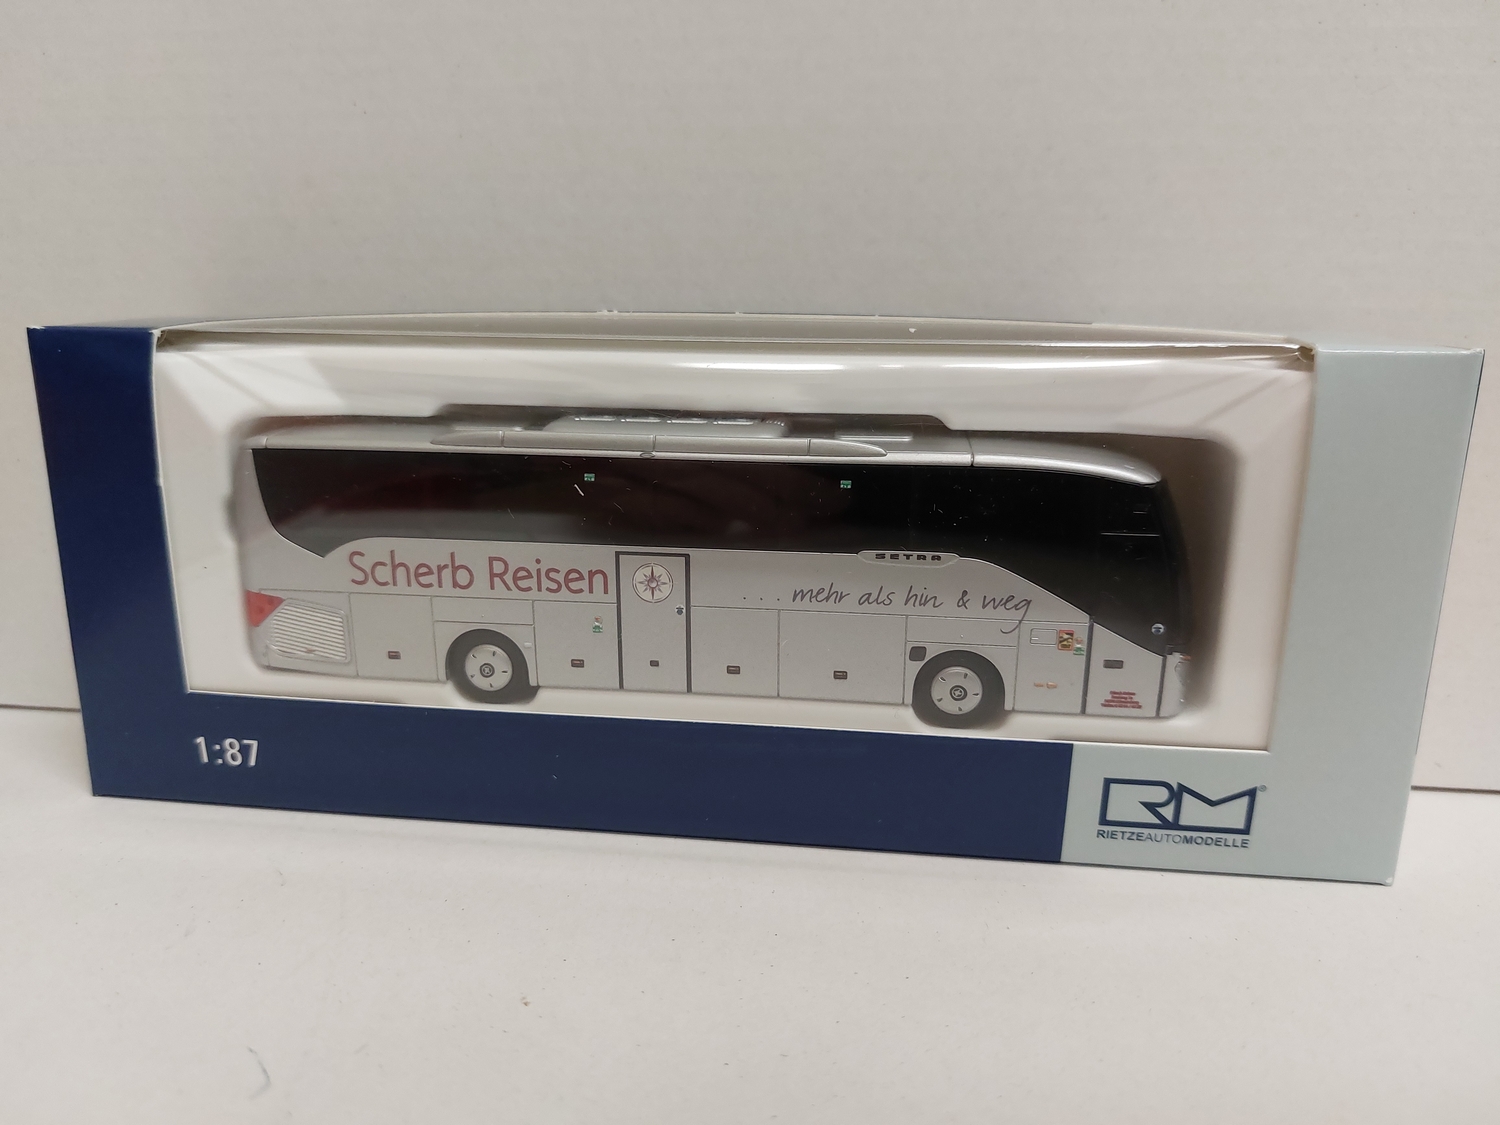 SETRA
Scherb Reisen
... mehr als hin & weg
1:87
RM®
RIETZEAUTOMODELLE